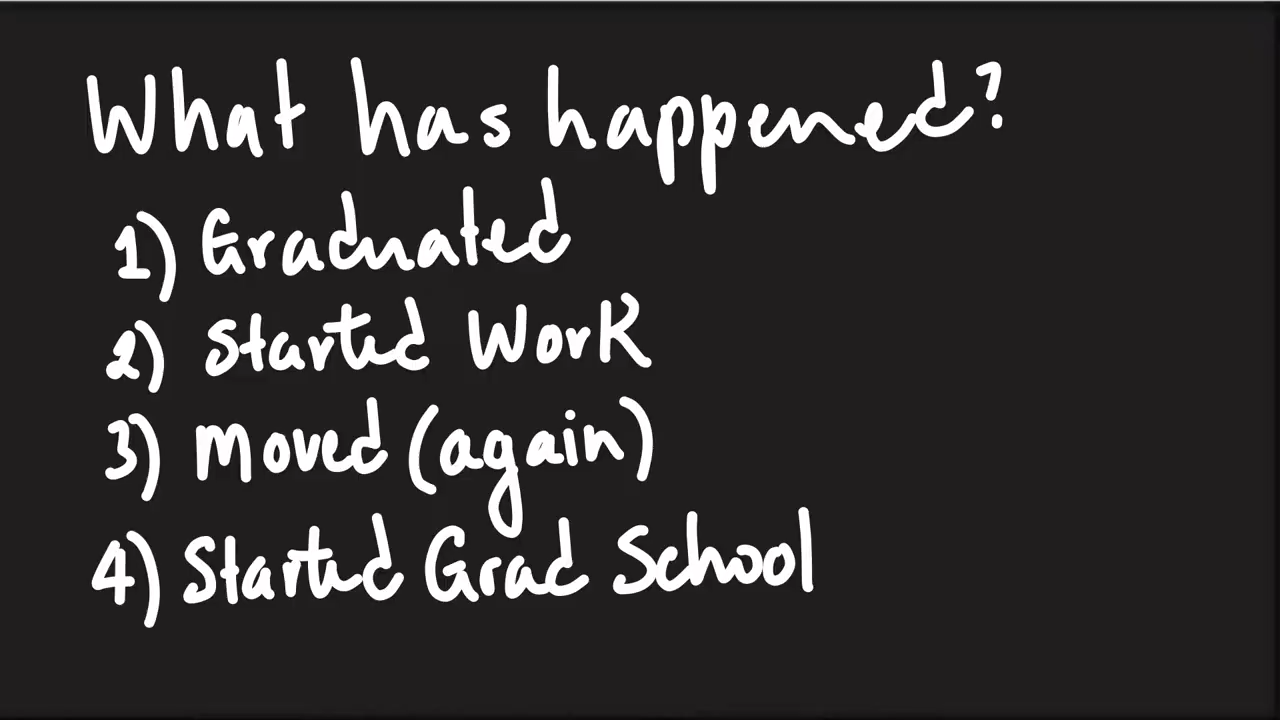 What has happened?
1) Graduated
2) Started Work
3) Moved (again)
4) Started Grad School